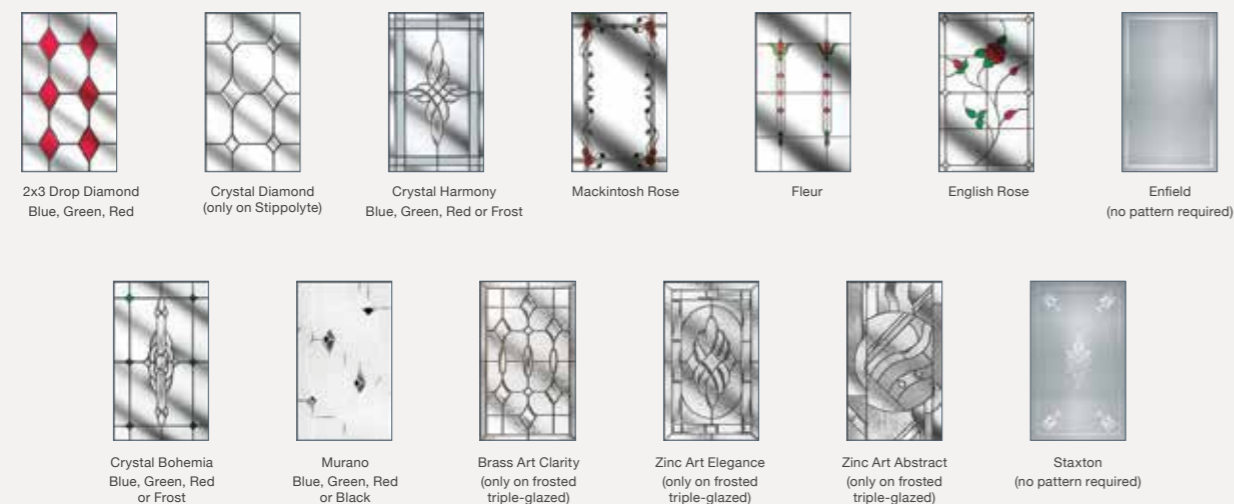 2x3 Drop Diamond
Blue, Green, Red
Crystal Diamond
(only on Stippolyte)
Crystal Harmony
Blue, Green, Red or Frost
Mackintosh Rose
Fleur
English Rose
Enfield
(no pattern required)
Crystal Bohemia
Blue, Green, Red
or Frost
Murano
Blue, Green, Red
or Black
Brass Art Clarity
(only on frosted
triple-glazed)
Zinc Art Elegance
(only on frosted
triple-glazed)
Zinc Art Abstract
(only on frosted
triple-glazed)
Staxton
(no pattern required)